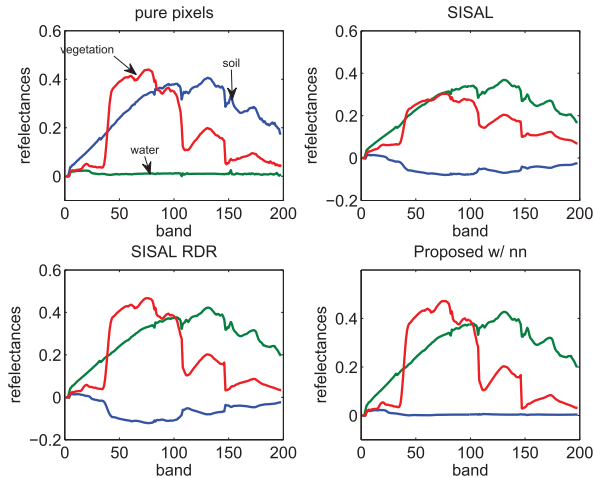 pure pixels
SISAL
0.6
0.4
0.2
0
refelectances
vegetation
soil
water
0 50 100 150 200
band
0.4
0.2
0
−0.2
refelectances
0 50 100 150 200
band
SISAL RDR
Proposed w/ nn
0.6
0.4
0.2
0
−0.2
refelectances
0 50 100 150 200
band
0.4
0.2
0
refelectances
0 50 100 150 200
band